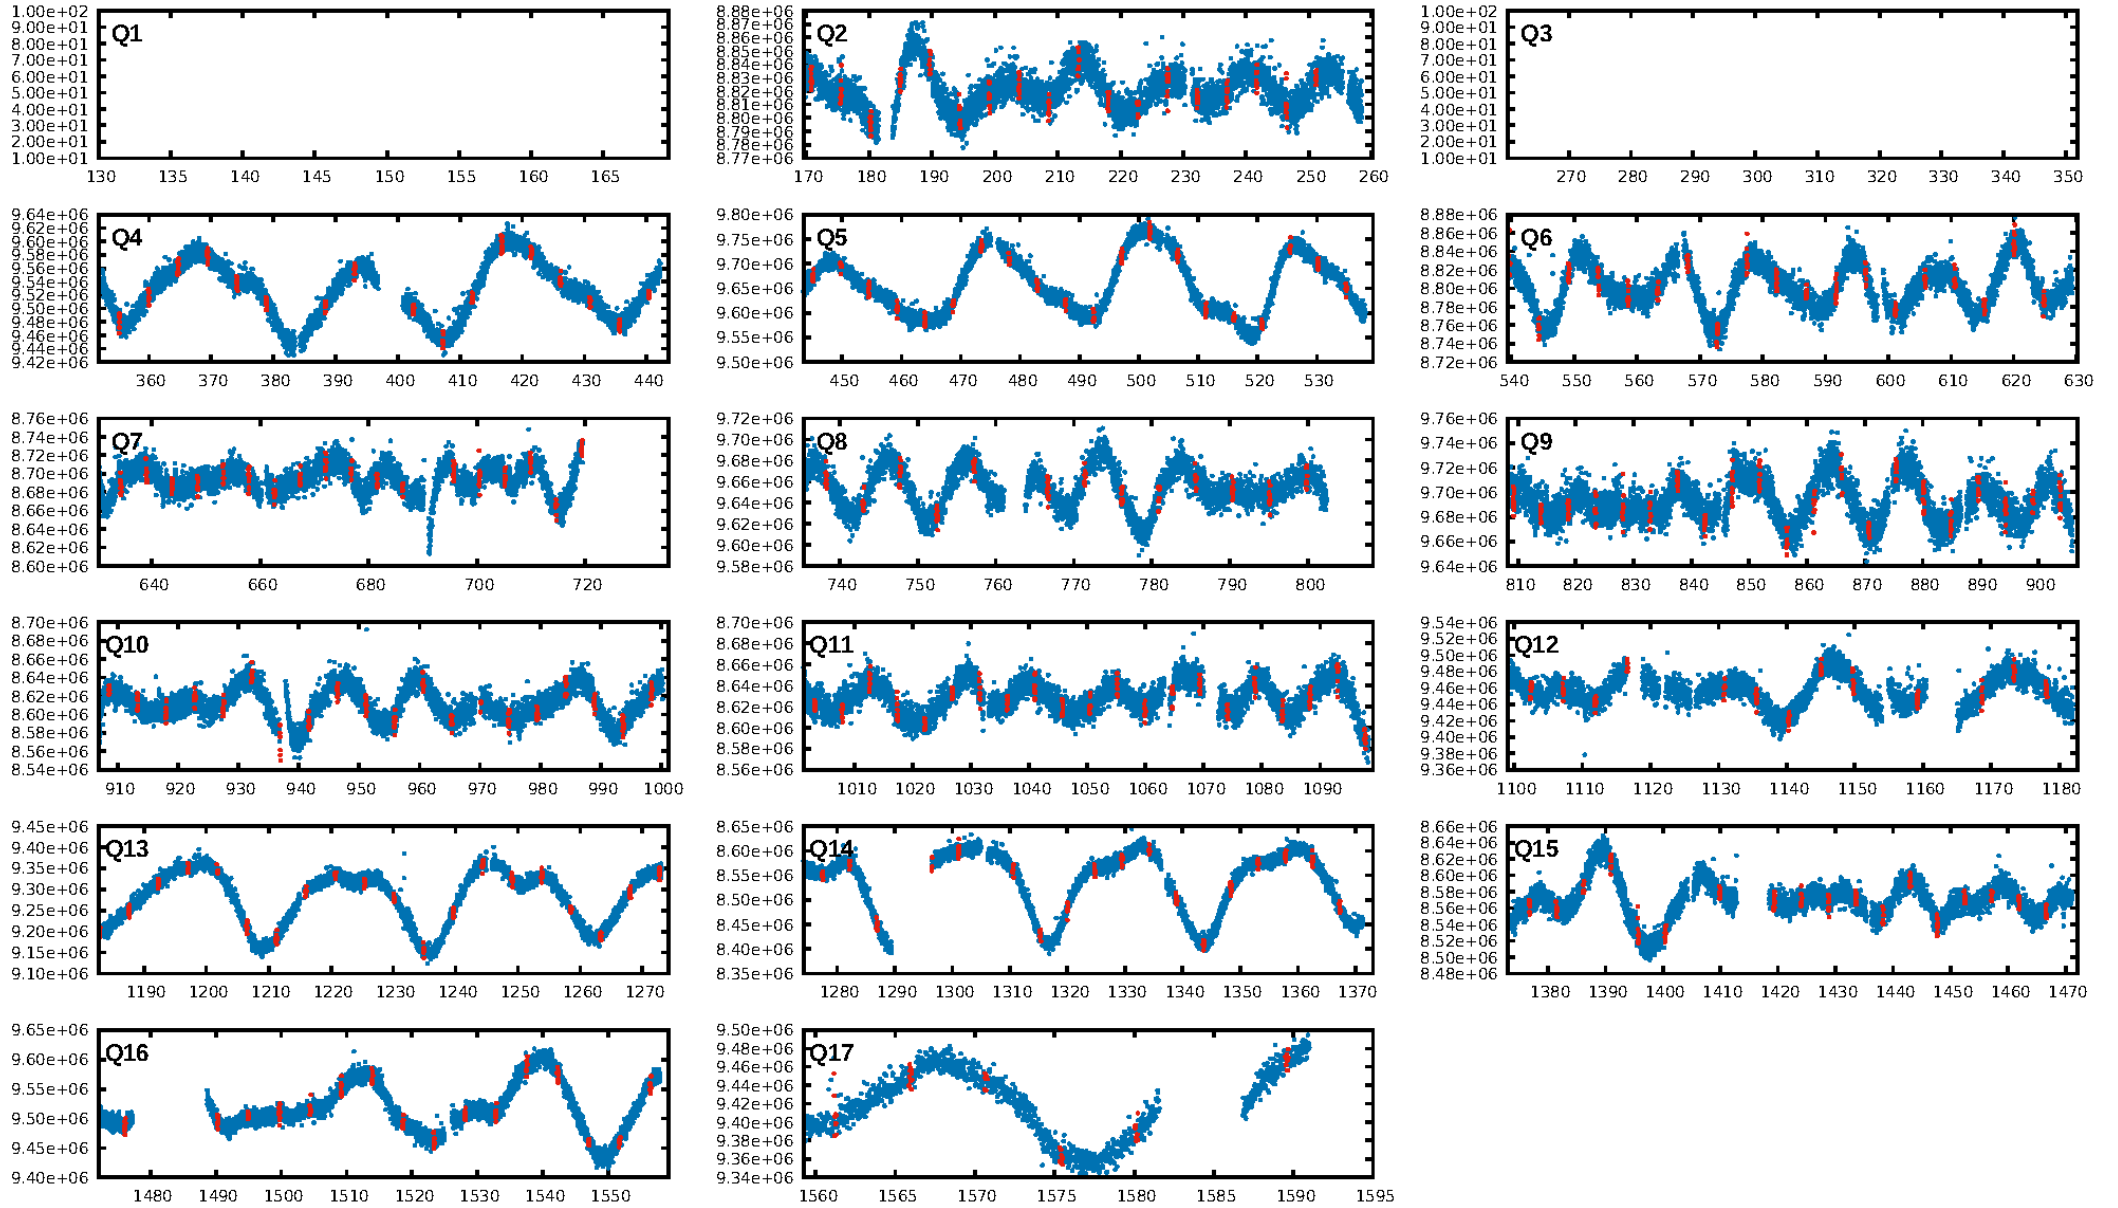 1.00e+02 9.00e+01 8.00e+01 7.00e+01 6.00e+01 5.00e+01 4.00e+01 3.00e+01 2.00e+01 1.00e+01
Q1
130 135 140 145 150 155 160 165
8.88e+06 8.86e+06 8.85e+06 8.84e+06 8.83e+06 8.82e+06 8.81e+06 8.80e+06 8.79e+06 8.78e+06 8.77e+06
Q2
170 180 190 200 210 220 230 240 250 260
1.00e+02 9.00e+01 8.00e+01 7.00e+01 6.00e+01 5.00e+01 4.00e+01 3.00e+01 2.00e+01 1.00e+01
Q3
270 280 290 300 310 320 330 340 350
9.64e+06 9.60e+06 9.58e+06 9.56e+06 9.54e+06 9.52e+06 9.50e+06 9.48e+06 9.46e+06 9.44e+06 9.42e+06
Q4
360 370 380 390 400 410 420 430 440
9.80e+06 9.75e+06 9.70e+06 9.65e+06 9.60e+06 9.55e+06 9.50e+06
Q5
450 460 470 480 490 500 510 520 530
8.88e+06 8.86e+06 8.84e+06 8.82e+06 8.80e+06 8.78e+06 8.76e+06 8.74e+06 8.72e+06
Q6
540 550 560 570 580 590 600 610 620 630
8.76e+06 8.74e+06 8.72e+06 8.70e+06 8.68e+06 8.66e+06 8.64e+06 8.62e+06 8.60e+06
Q7
640 660 680 700 720
9.72e+06 9.70e+06 9.68e+06 9.66e+06 9.64e+06 9.62e+06 9.60e+06 9.58e+06
Q8
740 750 760 770 780 790 800
9.76e+06 9.74e+06 9.72e+06 9.70e+06 9.68e+06 9.66e+06 9.64e+06
Q9
810 820 830 840 850 860 870 880 890 900
8.70e+06 8.68e+06 8.66e+06 8.64e+06 8.62e+06 8.60e+06 8.58e+06 8.56e+06 8.54e+06
Q10
910 920 930 940 950 960 970 980 990 1000
8.70e+06 8.68e+06 8.66e+06 8.64e+06 8.62e+06 8.60e+06 8.58e+06 8.56e+06
Q11
1010 1020 1030 1040 1050 1060 1070 1080 1090
9.54e+06 9.50e+06 9.48e+06 9.46e+06 9.44e+06 9.42e+06 9.40e+06 9.38e+06 9.36e+06
Q12
1100 1110 1120 1130 1140 1150 1160 1170 1180
9.45e+06 9.40e+06 9.35e+06 9.30e+06 9.25e+06 9.20e+06 9.15e+06 9.10e+06
Q13
1190 1200 1210 1220 1230 1240 1250 1260 1270
8.65e+06 8.60e+06 8.55e+06 8.50e+06 8.45e+06 8.40e+06 8.35e+06
Q14
1280 1290 1300 1310 1320 1330 1340 1350 1360 1370
8.66e+06 8.64e+06 8.62e+06 8.60e+06 8.58e+06 8.56e+06 8.54e+06 8.52e+06 8.50e+06 8.48e+06
Q15
1380 1390 1400 1410 1420 1430 1440 1450 1460 1470
9.65e+06 9.60e+06 9.55e+06 9.50e+06 9.45e+06 9.40e+06
Q16
1480 1490 1500 1510 1520 1530 1540 1550
9.50e+06 9.48e+06 9.46e+06 9.44e+06 9.42e+06 9.40e+06 9.38e+06 9.36e+06 9.34e+06
Q17
1560 1565 1570 1575 1580 1585 1590 1595